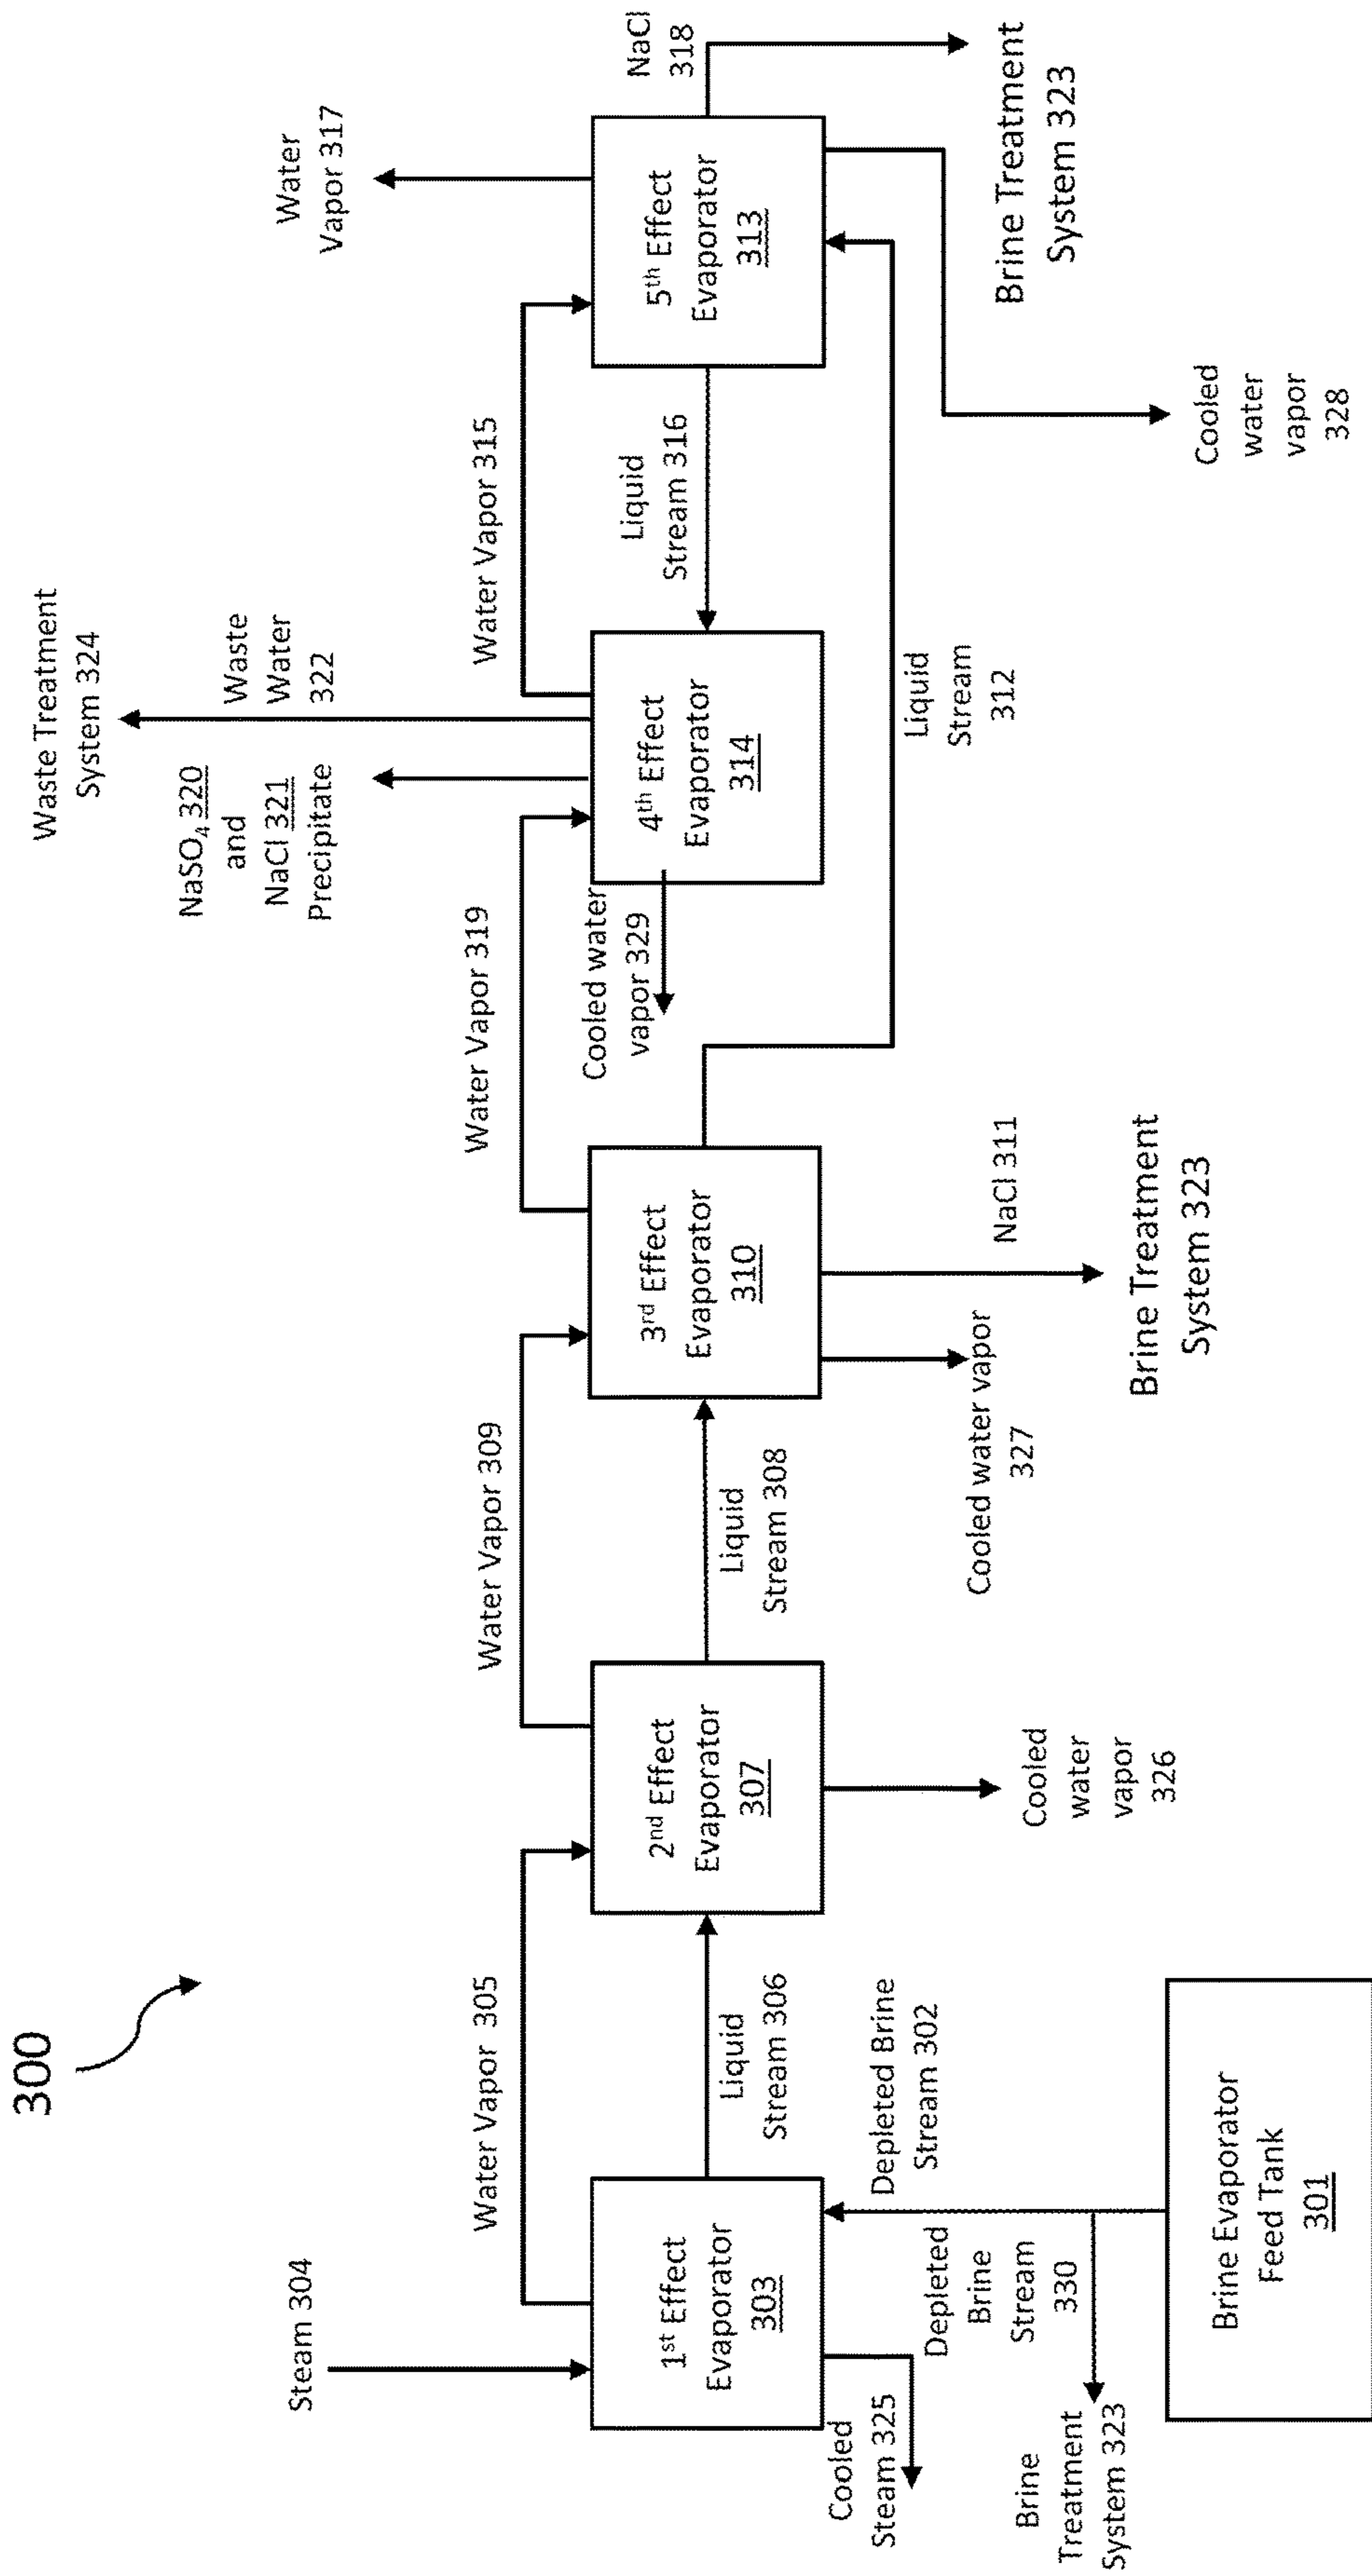 300
Steam 304
Water Vapor 305
Water Vapor 309
Water Vapor 319
Water Vapor 315
Waste Treatment
System 324
NaSO4 320
and
NaCl 321
Precipitate
Waste
Water
322
Water
Vapor 317
NaCl
318
1st Effect
Evaporator
303
Liquid
Stream 306
2nd Effect
Evaporator
307
Liquid
Stream 308
3rd Effect
Evaporator
310
Cooled water
vapor 329
4th Effect
Evaporator
314
Liquid
Stream 316
5th Effect
Evaporator
313
Cooled
Steam 325
Depleted Brine
Stream 302
Depleted
Brine
Stream
330
Brine
Treatment
System 323
Brine Evaporator
Feed Tank
301
Cooled
water
vapor
326
Cooled water vapor
327
NaCl 311
Brine Treatment
System 323
Liquid
Stream
312
Cooled
water
vapor
328
Brine Treatment
System 323